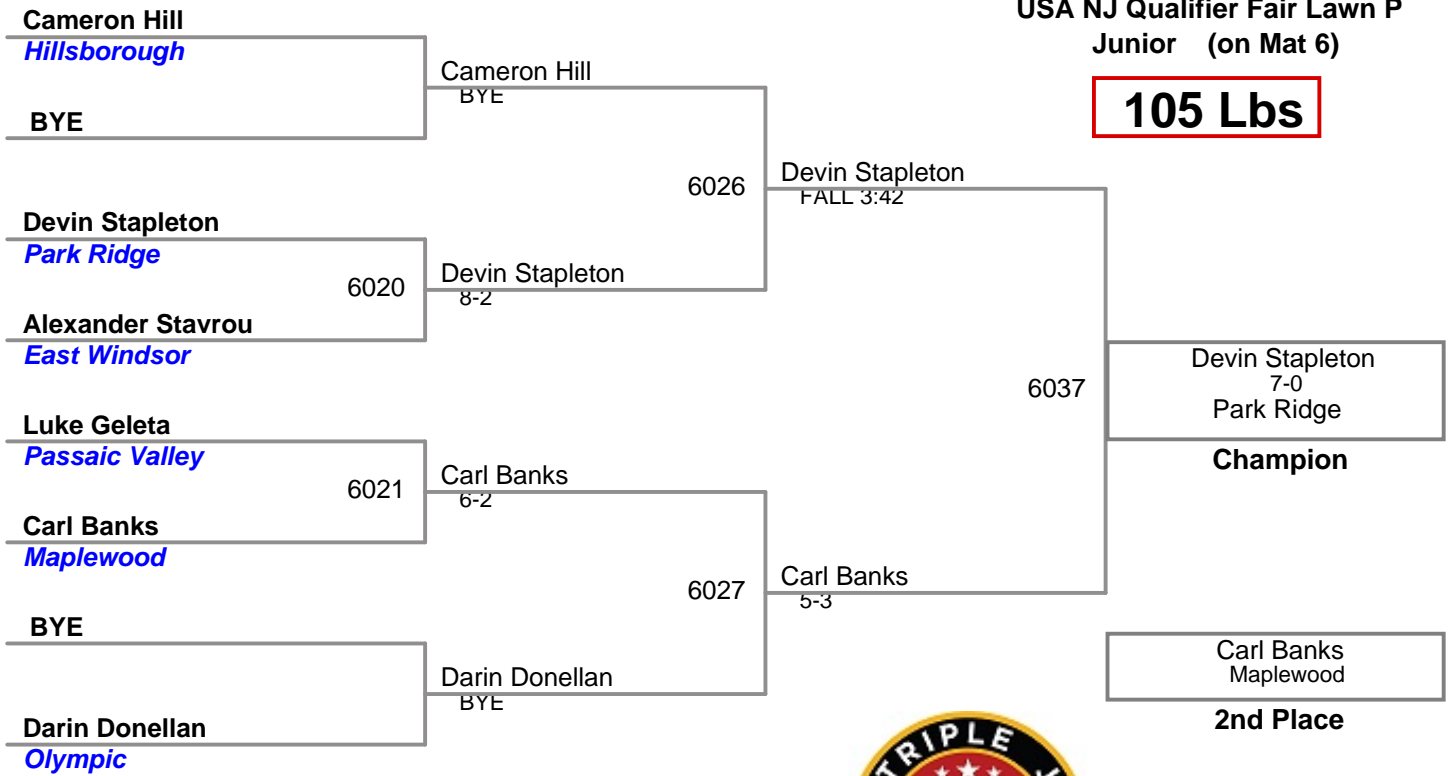 USA NJ Qualifier Fair Lawn P
Junior (on Mat 6)
105 Lbs
Cameron Hill
Hillsborough
BYE
Cameron Hill
BYE
Devin Stapleton
Park Ridge
6020
Alexander Stavrou
East Windsor
Devin Stapleton
8-2
6026
Devin Stapleton
FALL 3:42
Luke Geleta
Passaic Valley
6021
Carl Banks
Maplewood
Carl Banks
6-2
BYE
Darin Donellan
Olympic
Darin Donellan
BYE
6027
Carl Banks
5-3
6037
Devin Stapleton
7-0
Park Ridge
Champion
Carl Banks
Maplewood
2nd Place
TRIPLE